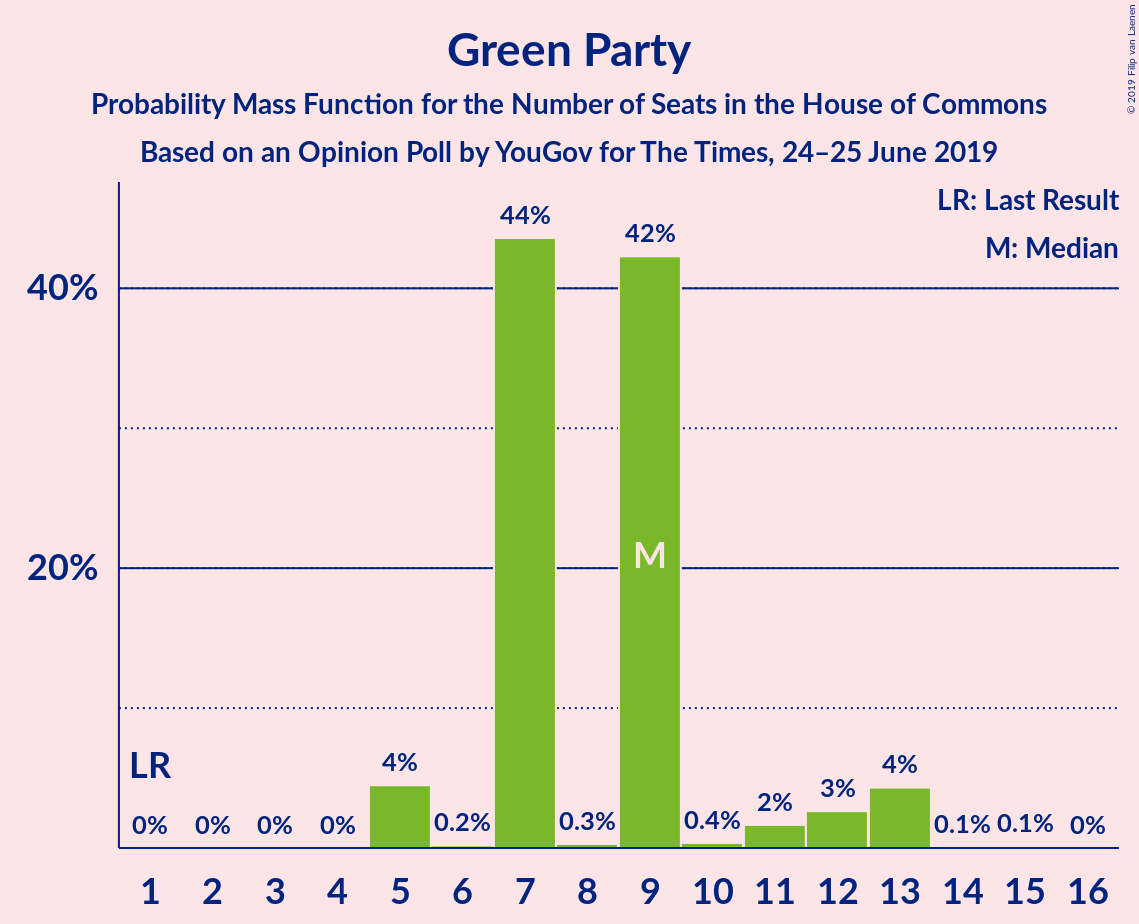 Green Party
Probability Mass Function for the Number of Seats in the House of Commons
Based on an Opinion Poll by YouGov for The Times, 24–25 June 2019
© 2019 Filip van Laenen
LR: Last Result
M: Median
44%
42%
40%
20%
M
LR
0% 0% 0% 0% 4% 0.2% 0.3% 0.4% 2% 3% 4% 0.1% 0.1% 0%
1 2 3 4 5 6 7 8 9 10 11 12 13 14 15 16